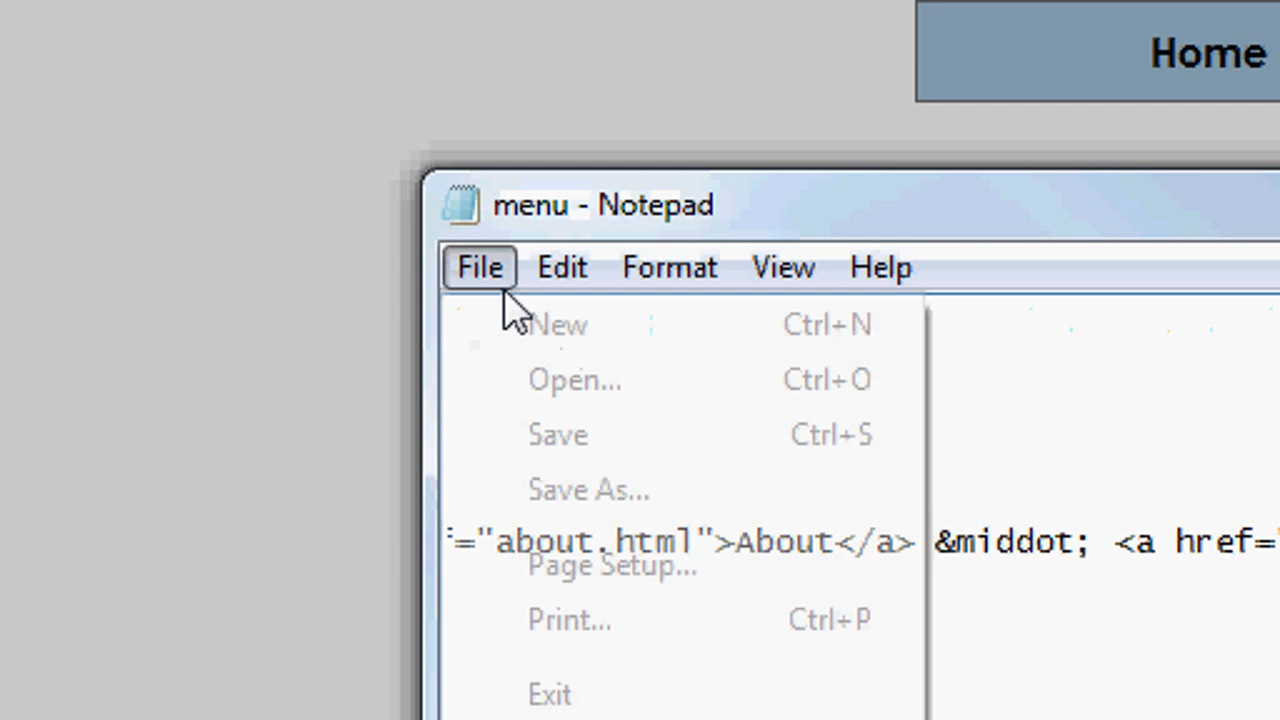 Home
menu - Notepad
File Edit Format View Help
New Ctrl+N
Open... Ctrl+O
Save Ctrl+S
Save As...
="about.html">About</a> &middot; <a href=
Page Setup...
Print... Ctrl+P
Exit